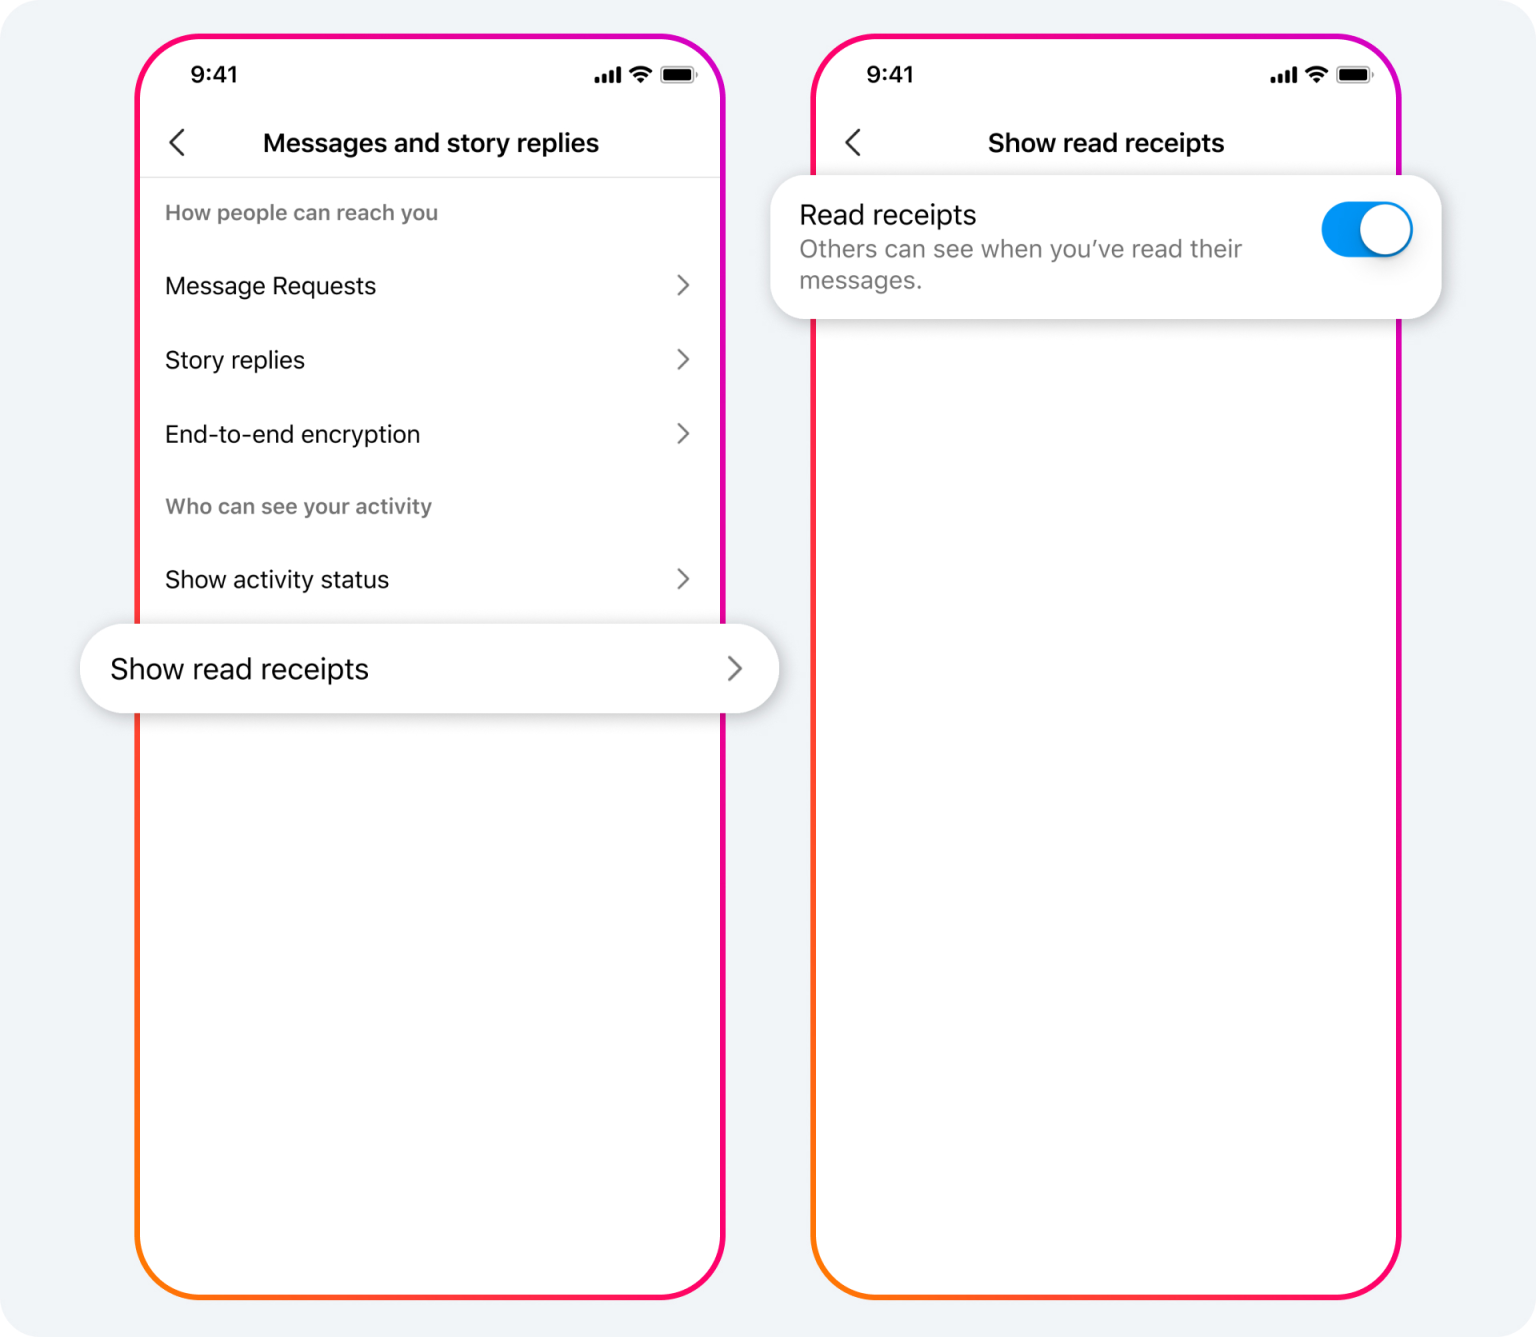 9:41
Messages and story replies
How people can reach you
Message Requests
Story replies
End-to-end encryption
Who can see your activity
Show activity status
Show read receipts
9:41
Show read receipts
Read receipts
Others can see when you’ve read their
messages.